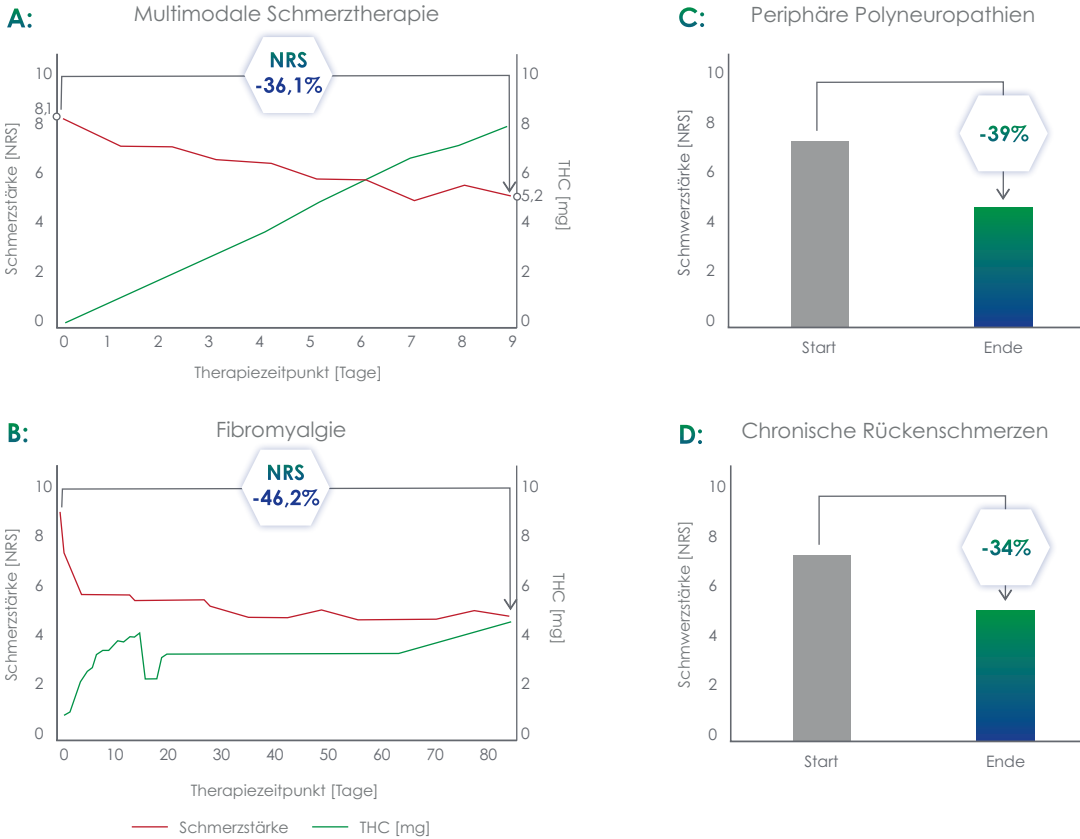 A:
Multimodale Schmerztherapie
NRS
-36,1%
10
8,1
8
6
4
2
0
Schmerzstärke [NRS]
10
8
6
5,2
4
2
0
THC [mg]
0 1 2 3 4 5 6 7 8 9
Therapiezeitpunkt [Tage]
B:
Fibromyalgie
NRS
-46,2%
10
8
6
4
2
0
Schmerzstärke [NRS]
10
8
6
4
2
0
THC [mg]
0 10 20 30 40 50 60 70 80
Therapiezeitpunkt [Tage]
Schmerzstärke THC [mg]
C:
Periphäre Polyneuropathien
-39%
10
8
6
4
2
0
Schmwerzstärke [NRS]
Start Ende
D:
Chronische Rückenschmerzen
-34%
10
8
6
4
2
0
Schmwerzstärke [NRS]
Start Ende